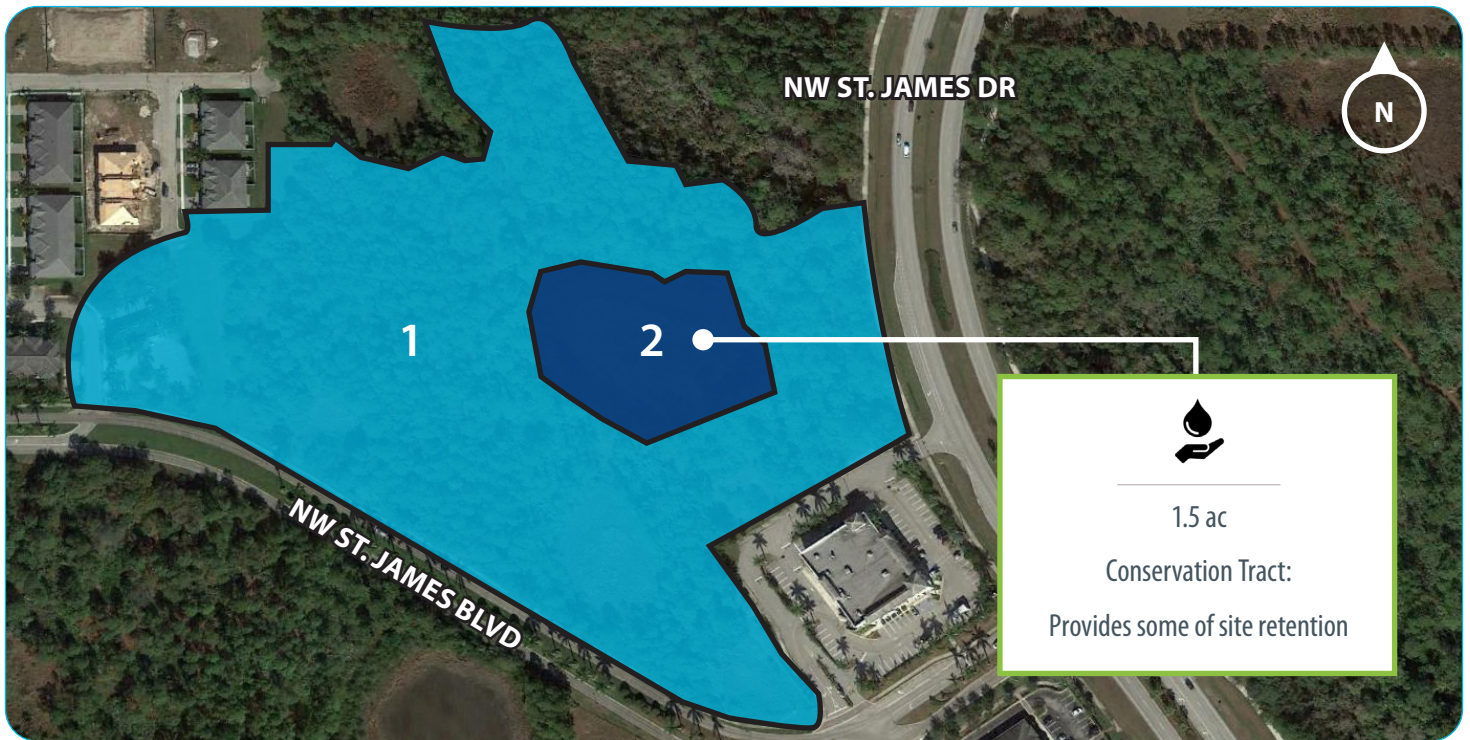 NW ST. JAMES DR
N
1
2
1.5 ac
Conservation Tract:
Provides some of site retention
NW ST. JAMES BLVD